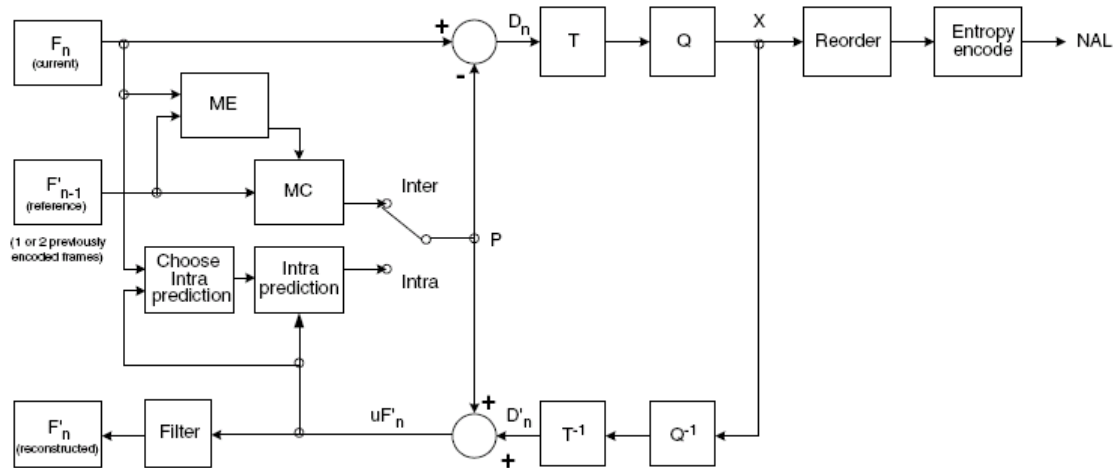 F_n
(current)
+
-
D_n
T
Q
X
Reorder
Entropy
encode
NAL
ME
F'_n-1
(reference)
(1 or 2 previously
encoded frames)
MC
Inter
P
Choose
Intra
prediction
Intra
prediction
Intra
F'_n
(reconstructed)
Filter
uF'_n
+
+
D'_n
T^-1
Q^-1